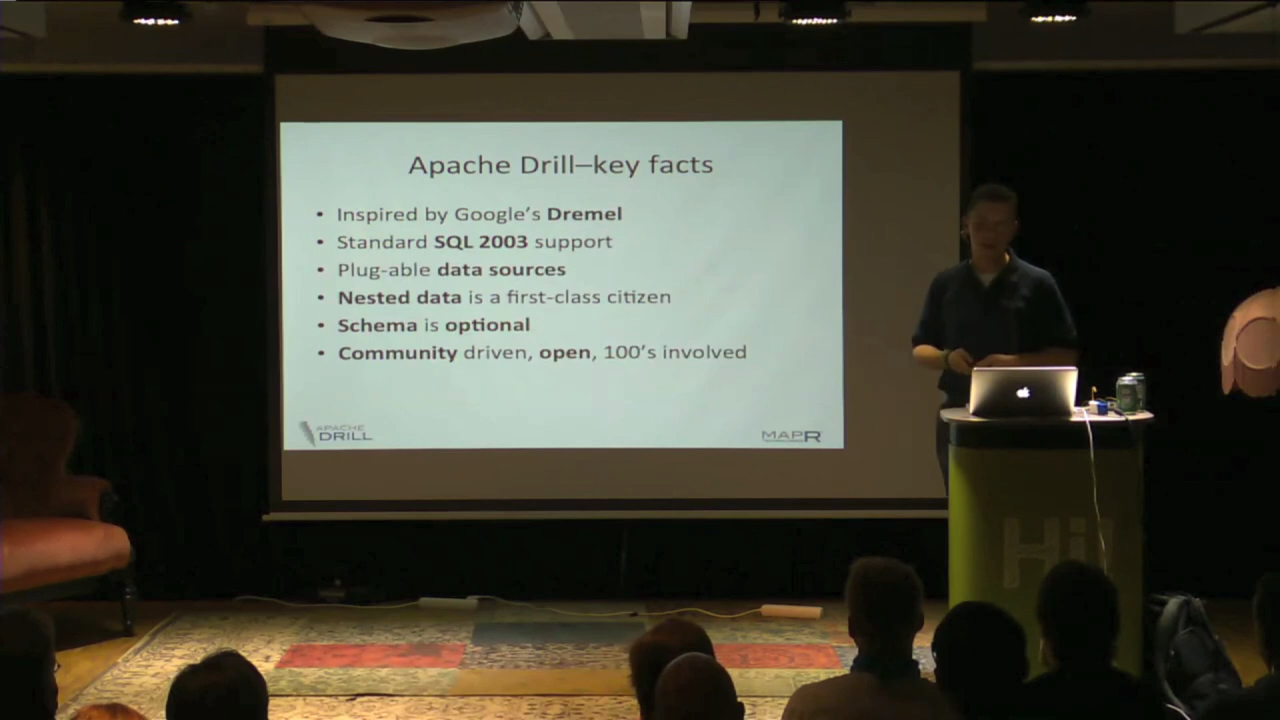 Apache Drill–key facts
• Inspired by Google's Dremel
• Standard SQL 2003 support
• Plug-able data sources
• Nested data is a first-class citizen
• Schema is optional
• Community driven, open, 100's involved
APACHE
DRILL
MAPR
Hi